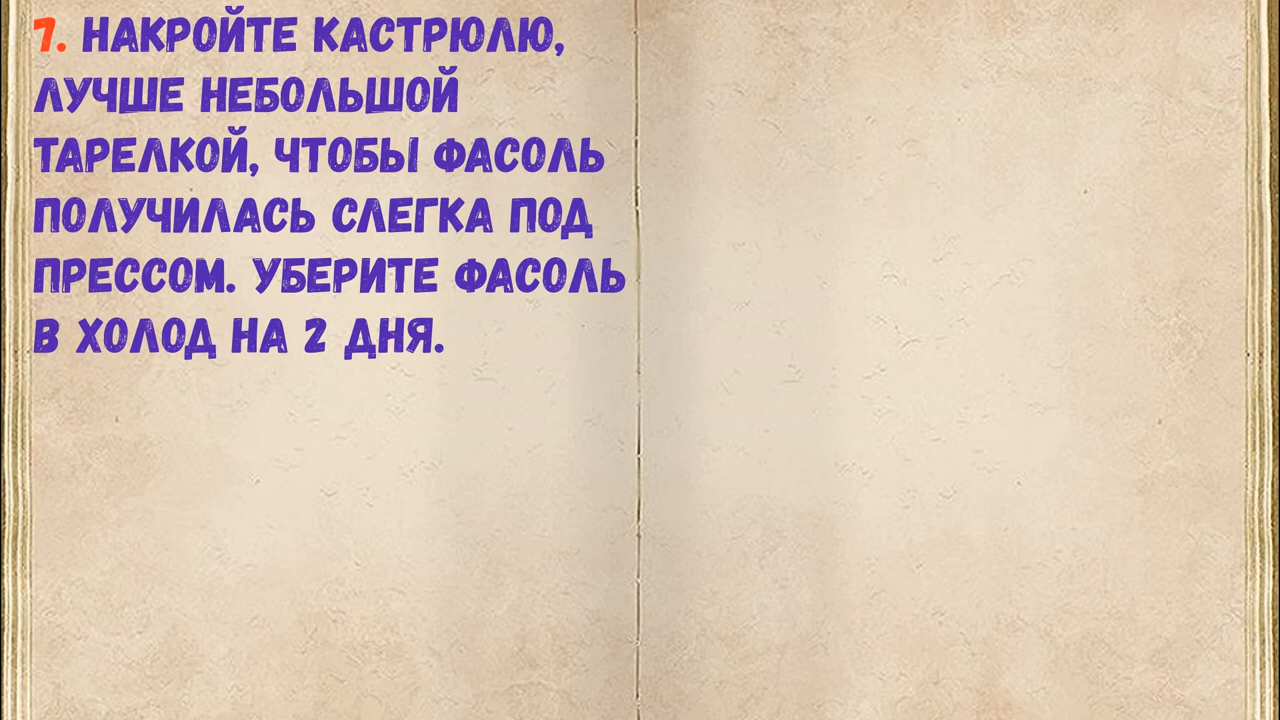 7. НАКРОЙТЕ КАСТРЮЛЮ,
ЛУЧШЕ НЕБОЛЬШОЙ
ТАРЕЛКОЙ, ЧТОБЫ ФАСОЛЬ
ПОЛУЧИЛАСЬ СЛЕГКА ПОД
ПРЕССОМ. УБЕРИТЕ ФАСОЛЬ
В ХОЛОД НА 2 ДНЯ.